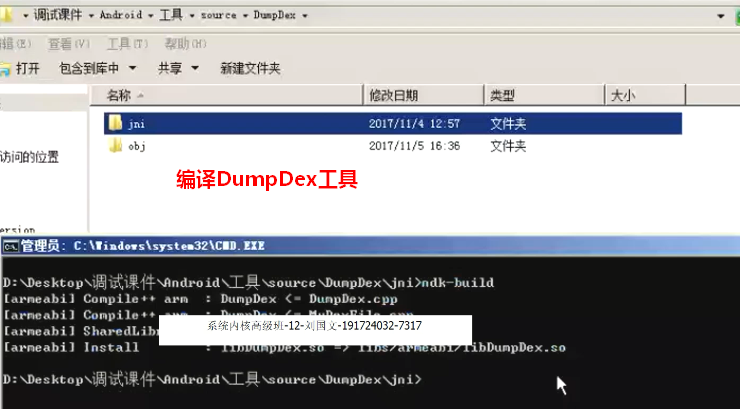 调试课件 ▾ Android ▾ 工具 ▾ source ▾ DumpDex ▾
编辑(E) 查看(V) 工具(T) 帮助(H)
打开 包含到库中 ▾ 共享 ▾ 新建文件夹
名称 修改日期 类型 大小
jni 2017/11/4 12:57 文件夹
obj 2017/11/5 16:36 文件夹
访问的位置
编译DumpDex工具
管理员: C:\Windows\system32\CMD.EXE
D:\Desktop\调试课件\Android\工具\source\DumpDex\jni>ndk-build
[armeabi] Compile++ arm : DumpDex <= DumpDex.cpp
[armeabi] Compile++ arm : DumpDex <= MyDexFile.cpp
[armeabi] SharedLibr
系统内核高级班-12-刘国文-191724032-7317
[armeabi] Install : libDumpDex.so => libs/armeabi/libDumpDex.so
D:\Desktop\调试课件\Android\工具\source\DumpDex\jni>